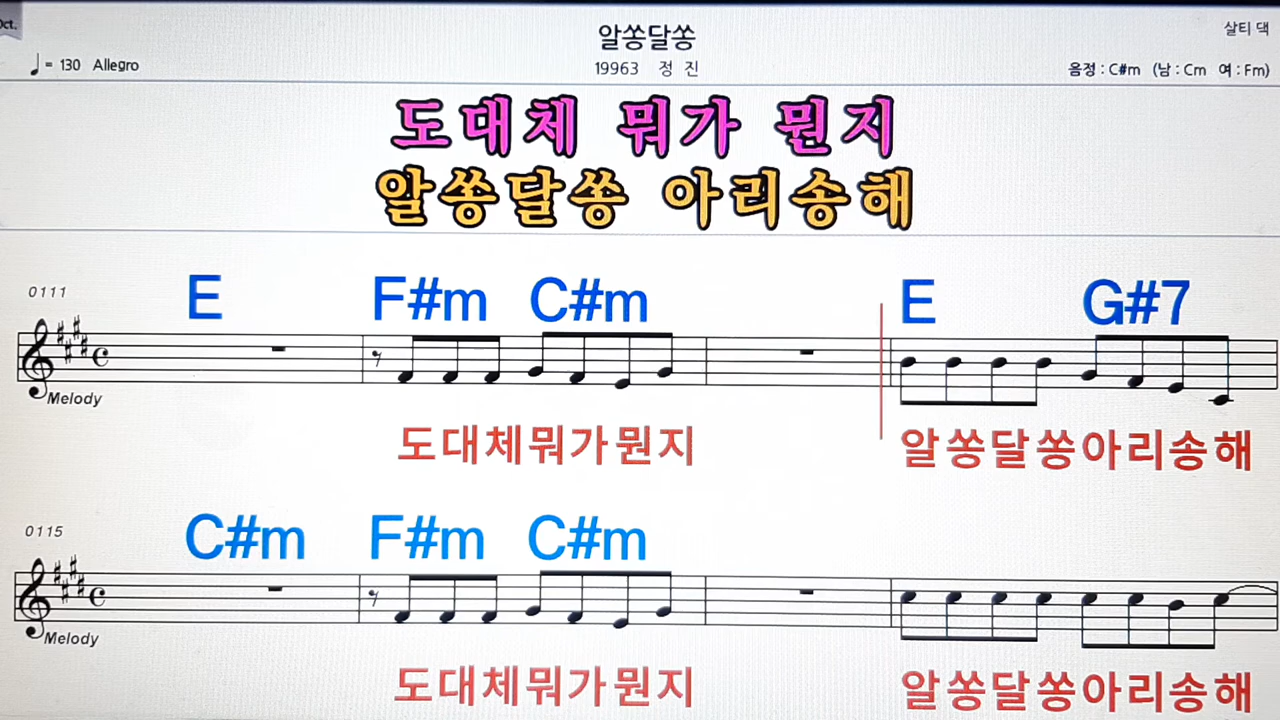 Oct.
알쏭달쏭
살티 댁
♩= 130 Allegro
19963 정 진
음정 : C#m (남 : Cm 여 : Fm)
도대체 뭐가 뭔지
알쏭달쏭 아리송해
0111
E F#m C#m E G#7
Melody
도대체뭐가뭔지 알쏭달쏭아리송해
0115
C#m F#m C#m
Melody
도대체뭐가뭔지 알쏭달쏭아리송해